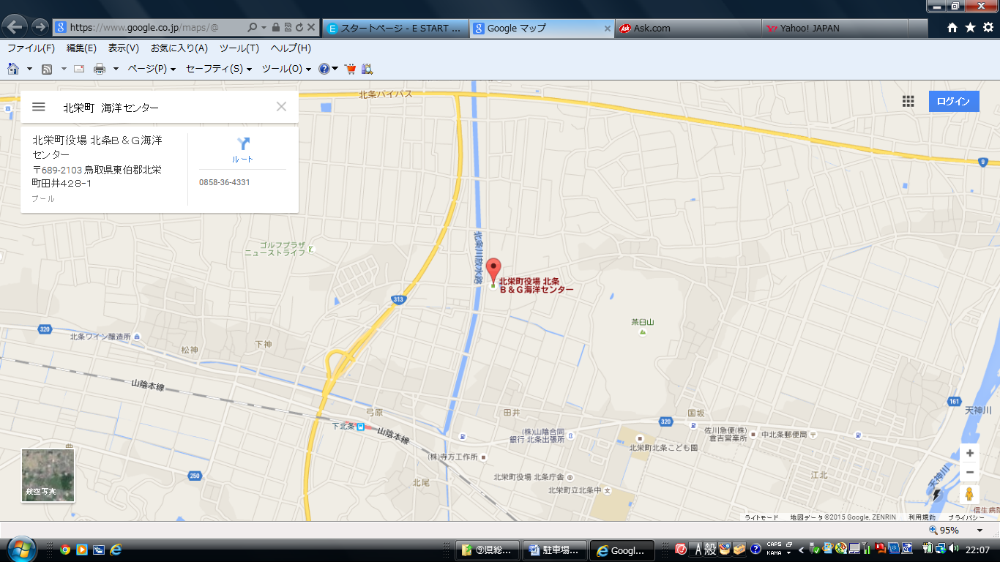 https://www.google.co.jp/maps/@
スタートページ - E START ...
Google マップ
Ask.com
Yahoo! JAPAN
ファイル(F) 編集(E) 表示(V) お気に入り(A) ツール(T) ヘルプ(H)
ページ(P) セーフティ(S) ツール(O)
北栄町 海洋センター
ログイン
北栄町役場 北条Ｂ＆Ｇ海洋
センター
〒689-2103 鳥取県東伯郡北栄
町田井４２８−１
プール
ルート
0858-36-4331
北条バイパス
9
ゴルフプラザ
ニューストライフ
北条川放水路
北栄町役場 北条
Ｂ＆Ｇ海洋センター
313
茶臼山
320
北条ワイン醸造所
松神
下神
山陰本線
弓原
田井
国坂
161
天神川
下北条
山陰本線
320
(株)山陰合同
銀行 北条出張所
佐川急便(株)
倉吉営業所
中北条郵便局
北栄町北条こども園
(株)寺方工作所
250
北尾
北栄町役場 北条庁舎
北栄町立北条中
江北
天神川
信生病院
航空写真
ライトモード 地図データ ©2015 Google, ZENRIN 利用規約 プライバシー
95%
⑨県総...
駐車場...
Googl...
A 般
CAPS
KANA
22:07